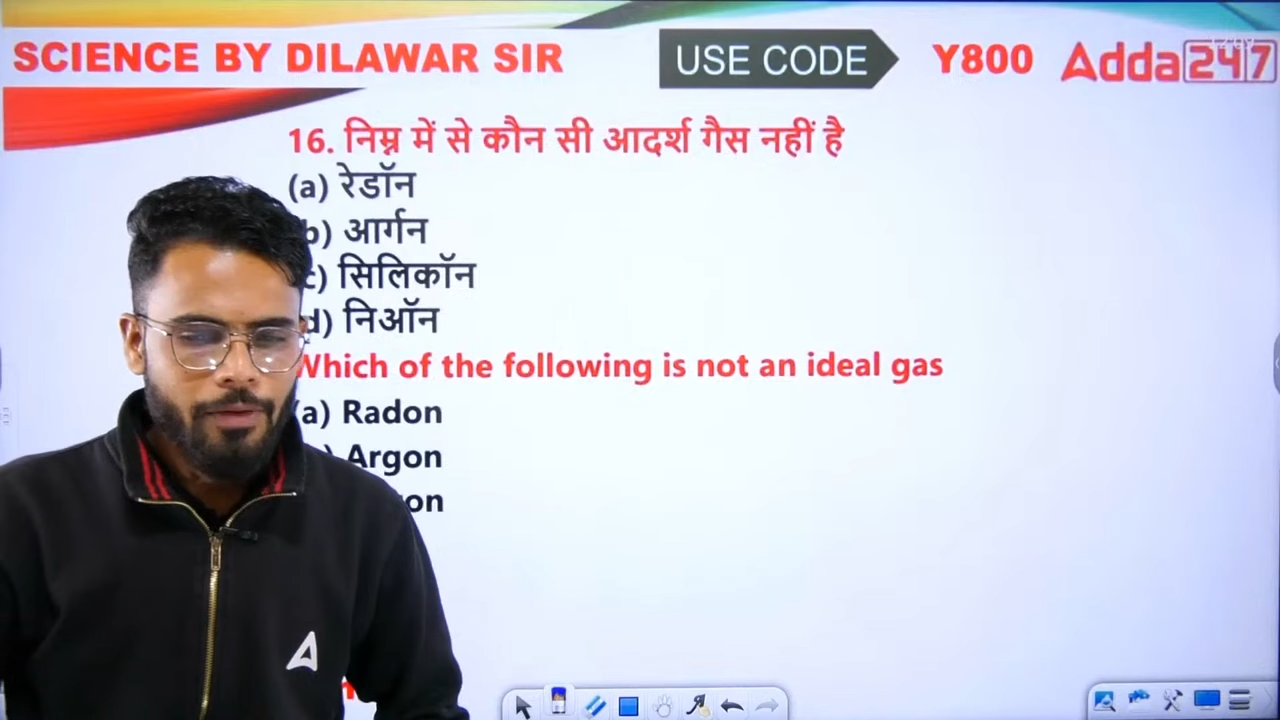 SCIENCE BY DILAWAR SIR
USE CODE
Y800
Adda247
16. निम्न में से कौन सी आदर्श गैस नहीं है
(a) रेडॉन
b) आर्गन
c) सिलिकॉन
d) निऑन
Which of the following is not an ideal gas
(a) Radon
) Argon
on